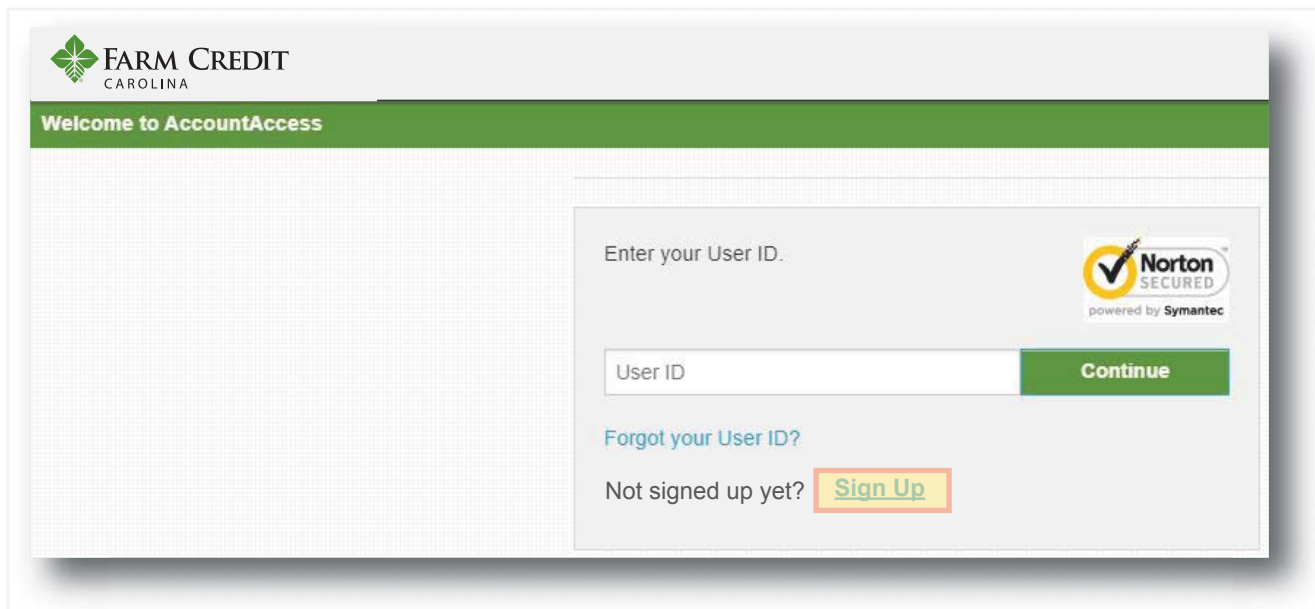 FARM CREDIT
CAROLINA
Welcome to AccountAccess
Enter your User ID.
Norton
SECURED
powered by Symantec
User ID
Continue
Forgot your User ID?
Not signed up yet? Sign Up